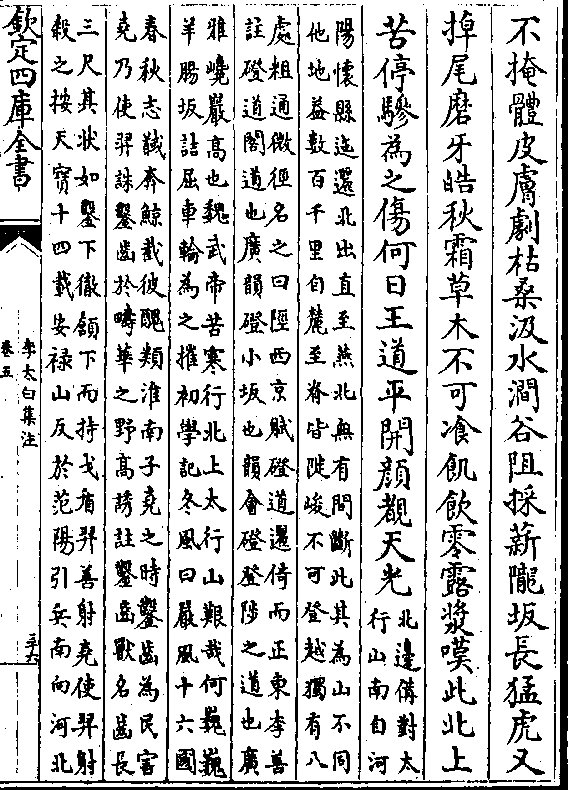 不掩體皮膚劇枯桑汲水澗谷阻採薪隴坂長猛虎又
掉尾磨牙皓秋霜草木不可飡飢飲零露漿嘆此北上
苦停驂為之傷何日王道平開顔覩天光
北邉備對太
行山南自河
陽懷縣迤邐北出直至燕北無有間斷此其為山不同
他地益數百千里自麓至脊皆陡峻不可登越獨有八
處粗通微徑名之曰陘西京賦磴道邐倚而正東李善
註磴道閣道也廣韻磴小坂也韻會磴登陟之道也廣
雅嶢巖高也魏武帝苦寒行北上太行山艱哉何巍巍
羊腸坂詰屈車輪為之摧初學記冬風曰嚴風十六國
春秋志馘奔鯨截彼醜類淮南子堯之時鑿齒為民害
堯乃使羿誅鑿齒於疇華之野高誘註鑿齒獸名齒長
三尺其狀如鑿下徹頷下而持戈盾羿善射堯使羿射
殺之按天寶十四載安禄山反於范陽引兵南向河北
欽定四庫全書
李太白集注
卷五
三十六